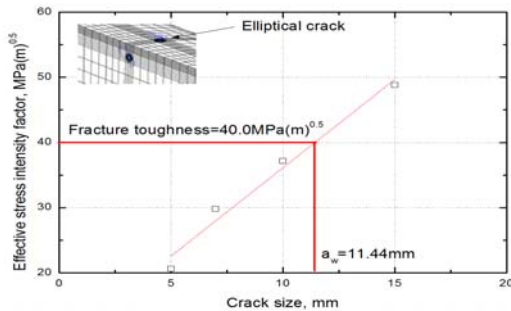 60
Elliptical crack
50
Fracture toughness=40.0MPa(m)^0.5
40
30
a_w=11.44mm
20
0 5 10 15 20
Crack size, mm
Effective stress intensity factor, MPa(m)^0.5